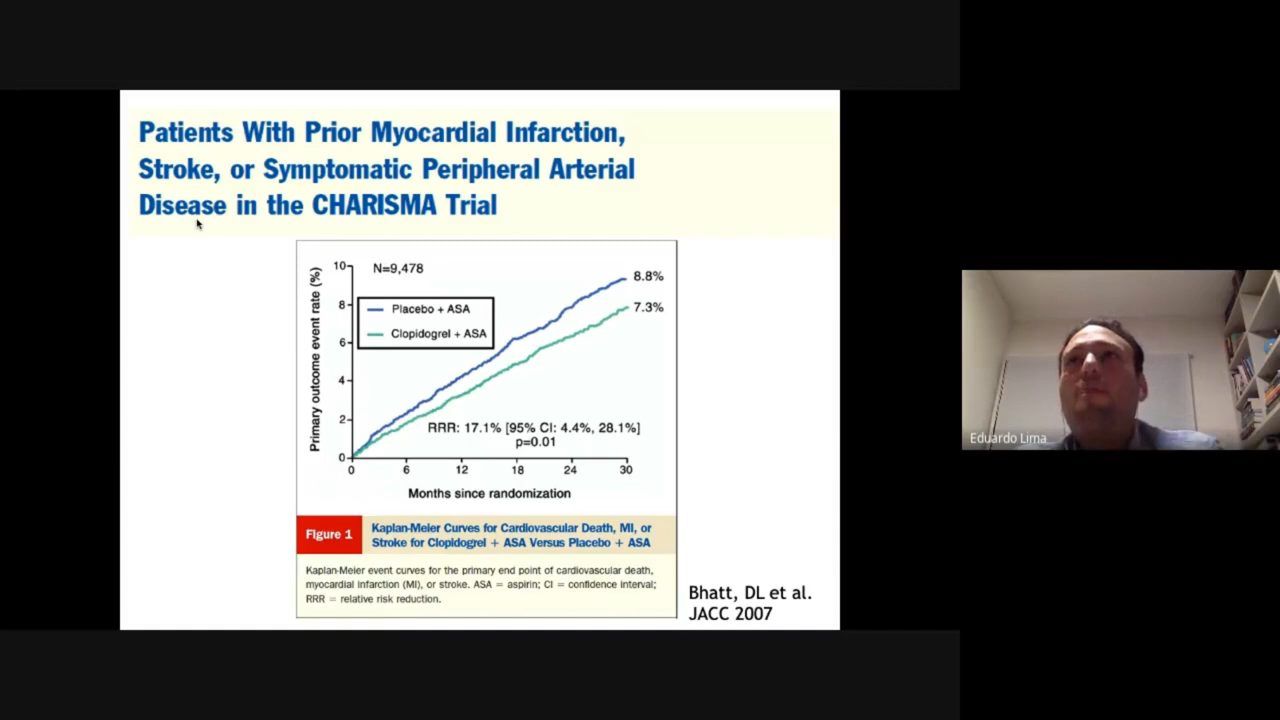 Patients With Prior Myocardial Infarction,
Stroke, or Symptomatic Peripheral Arterial
Disease in the CHARISMA Trial
Primary outcome event rate (%)
10
8
6
4
2
0
N=9,478
Placebo + ASA
Clopidogrel + ASA
8.8%
7.3%
RRR: 17.1% [95% CI: 4.4%, 28.1%]
p=0.01
0 6 12 18 24 30
Months since randomization
Figure 1
Kaplan-Meier Curves for Cardiovascular Death, MI, or
Stroke for Clopidogrel + ASA Versus Placebo + ASA
Kaplan-Meier event curves for the primary end point of cardiovascular death,
myocardial infarction (MI), or stroke. ASA = aspirin; CI = confidence interval;
RRR = relative risk reduction.
Bhatt, DL et al.
JACC 2007
Eduardo Lima